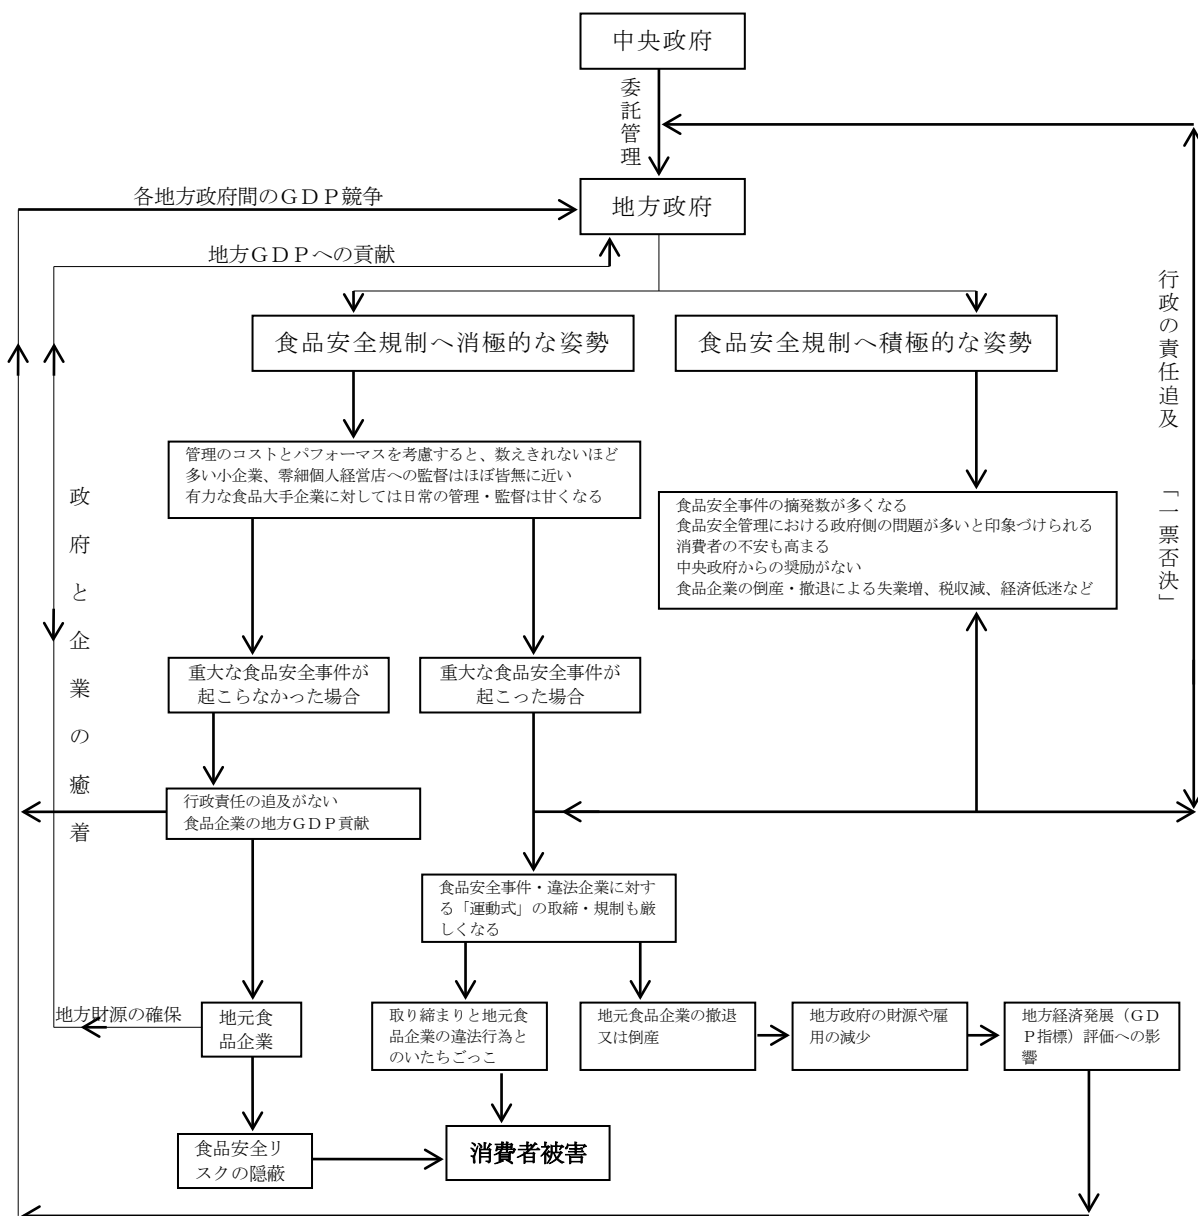 中央政府
委託管理
各地方政府間のGDP競争
地方政府
地方GDPへの貢献
行政の責任追及 「一票否決」
食品安全規制へ消極的な姿勢
食品安全規制へ積極的な姿勢
管理のコストとパフォーマスを考慮すると、数えきれないほど
多い小企業、零細個人経営店への監督はほぼ皆無に近い
有力な食品大手企業に対しては日常の管理・監督は甘くなる
食品安全事件の摘発数が多くなる
食品安全管理における政府側の問題が多いと印象づけられる
消費者の不安も高まる
中央政府からの奨励がない
食品企業の倒産・撤退による失業増、税収減、経済低迷など
政府と企業の癒着
重大な食品安全事件が
起こらなかった場合
重大な食品安全事件が
起こった場合
行政責任の追及がない
食品企業の地方GDP貢献
食品安全事件・違法企業に対す
る「運動式」の取締・規制も厳
しくなる
地方財源の確保
地元食
品企業
取り締まりと地元食
品企業の違法行為と
のいたちごっこ
地元食品企業の撤退
又は倒産
地方政府の財源や雇
用の減少
地方経済発展(GD
P指標)評価への影
響
食品安全リ
スクの隠蔽
消費者被害